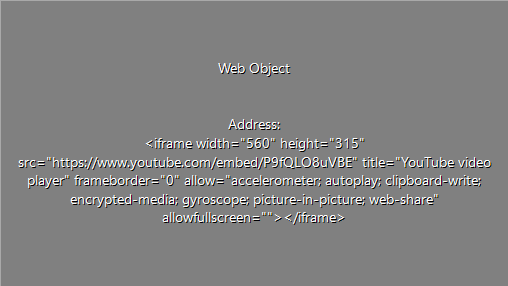 Web Object
Address:
<iframe width="560" height="315"
src="https://www.youtube.com/embed/P9fQLO8uVBE" title="YouTube video
player" frameborder="0" allow="accelerometer; autoplay; clipboard-write;
encrypted-media; gyroscope; picture-in-picture; web-share"
allowfullscreen=""></iframe>